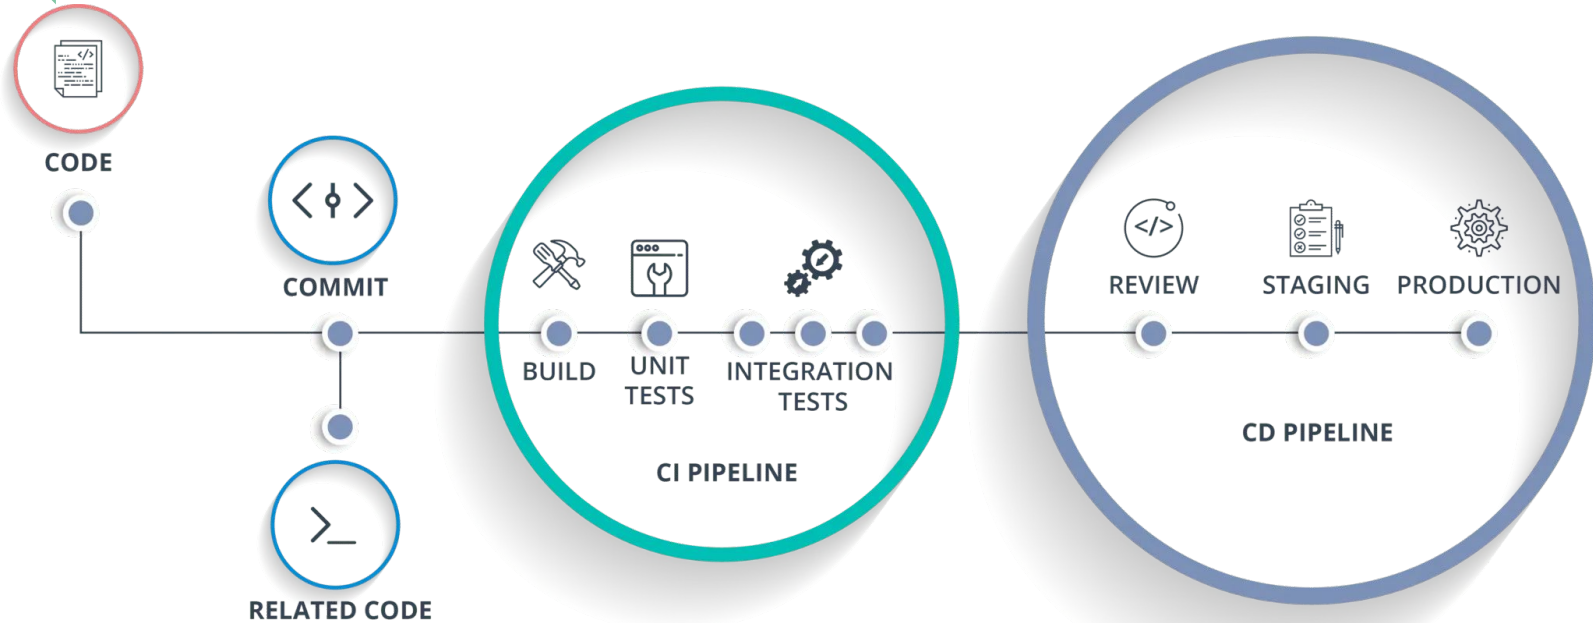 CODE
COMMIT
RELATED CODE
BUILD
UNIT
TESTS
INTEGRATION
TESTS
CI PIPELINE
REVIEW
STAGING
PRODUCTION
CD PIPELINE